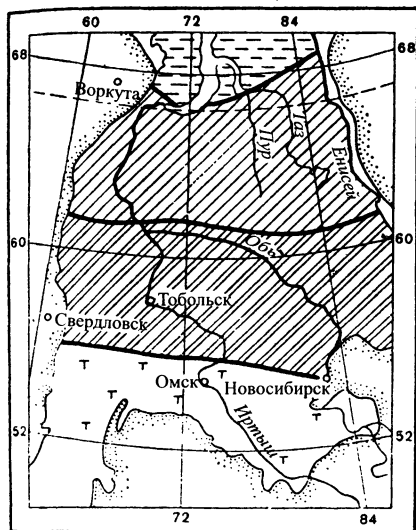 60 72 84
68 68
Воркута
Таз
Пур
Енисей
60 60
Обь
Тобольск
Свердловск
Т Т
Омск Новосибирск
Т Т Т
Иртыш
52 Т Т 52
72 84